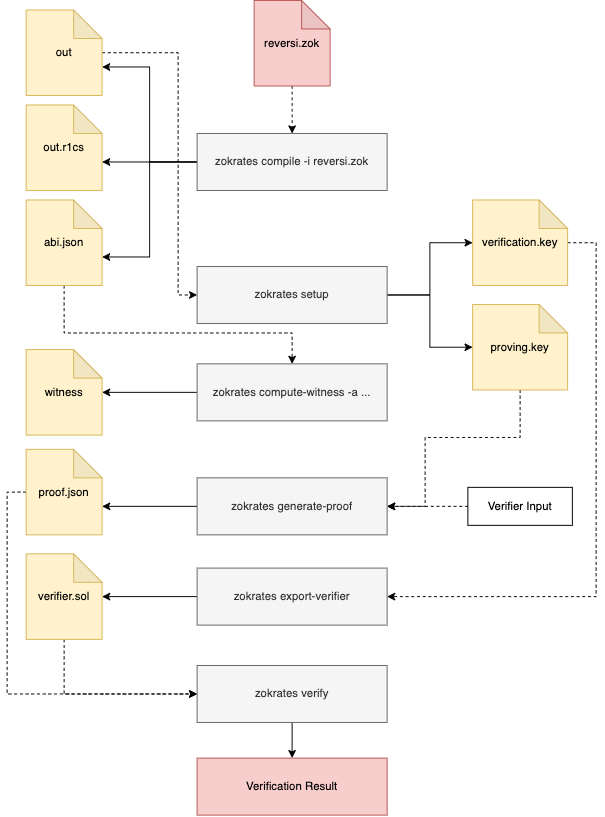 out
reversi.zok
out.r1cs
zokrates compile -i reversi.zok
abi.json
verification.key
zokrates setup
proving.key
witness
zokrates compute-witness -a ...
proof.json
zokrates generate-proof
Verifier Input
verifier.sol
zokrates export-verifier
zokrates verify
Verification Result